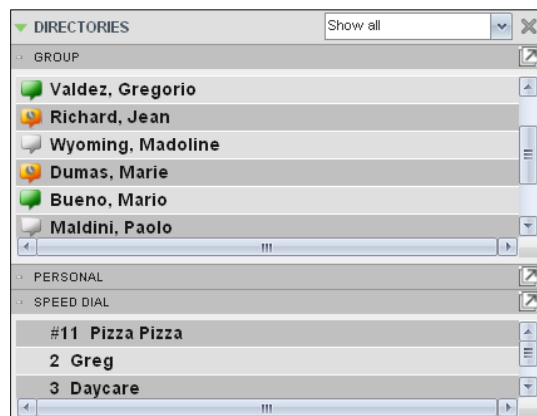 DIRECTORIES Show all
GROUP
Valdez, Gregorio
Richard, Jean
Wyoming, Madoline
Dumas, Marie
Bueno, Mario
Maldini, Paolo
PERSONAL
SPEED DIAL
#11 Pizza Pizza
2 Greg
3 Daycare